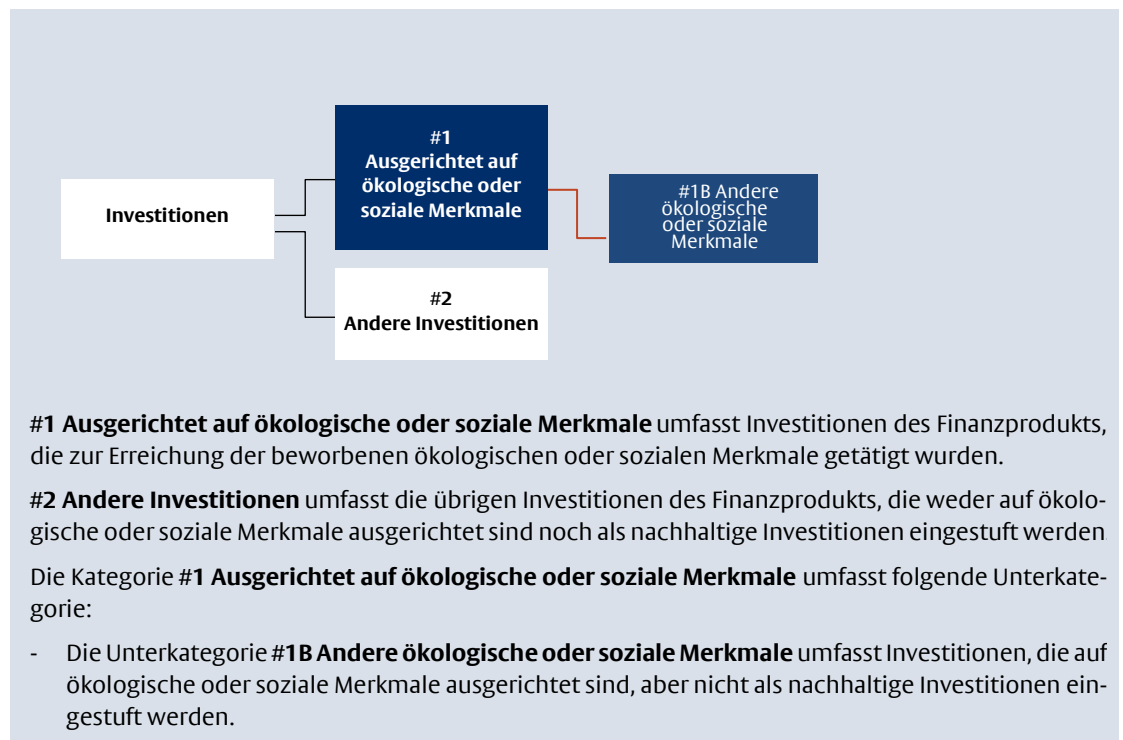 #1
Ausgerichtet auf
ökologische oder
soziale Merkmale
Investitionen
#1B Andere
ökologische
oder soziale
Merkmale
#2
Andere Investitionen
#1 Ausgerichtet auf ökologische oder soziale Merkmale umfasst Investitionen des Finanzprodukts,
die zur Erreichung der beworbenen ökologischen oder sozialen Merkmale getätigt wurden.
#2 Andere Investitionen umfasst die übrigen Investitionen des Finanzprodukts, die weder auf ökolo-
gische oder soziale Merkmale ausgerichtet sind noch als nachhaltige Investitionen eingestuft werden.
Die Kategorie #1 Ausgerichtet auf ökologische oder soziale Merkmale umfasst folgende Unterkate-
gorie:
- Die Unterkategorie #1B Andere ökologische oder soziale Merkmale umfasst Investitionen, die auf
ökologische oder soziale Merkmale ausgerichtet sind, aber nicht als nachhaltige Investitionen ein-
gestuft werden.